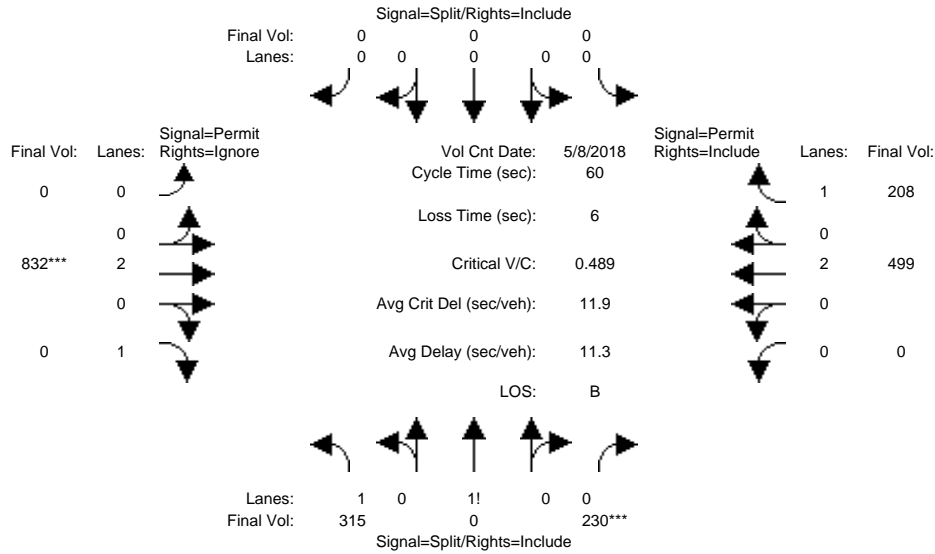 Signal=Split/Rights=Include
Final Vol: 0 0 0
Lanes: 0 0 0 0 0
Signal=Permit Signal=Permit
Final Vol: Lanes: Rights=Ignore Vol Cnt Date: 5/8/2018 Rights=Include Lanes: Final Vol:
Cycle Time (sec): 60
0 0 1 208
Loss Time (sec): 6
0 0
832*** 2 Critical V/C: 0.489 2 499
0 Avg Crit Del (sec/veh): 11.9 0
0 1 Avg Delay (sec/veh): 11.3 0 0
LOS: B
Lanes: 1 0 1! 0 0
Final Vol: 315 0 230***
Signal=Split/Rights=Include